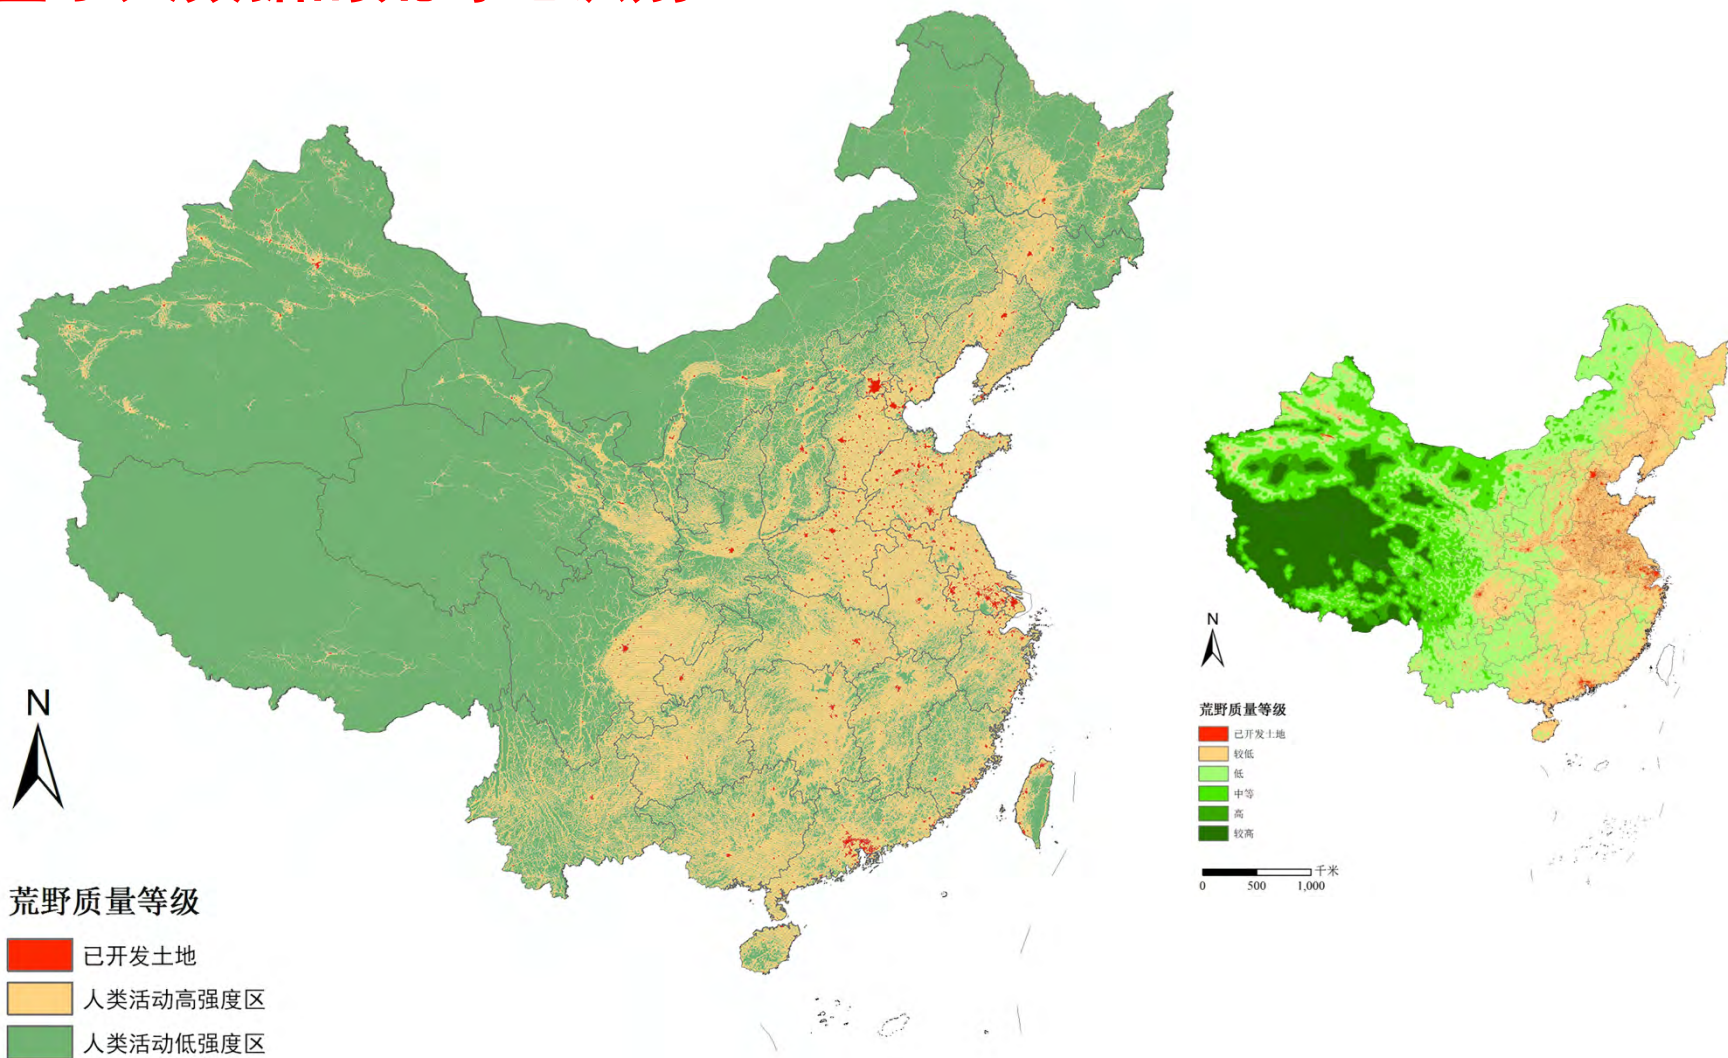 N
荒野质量等级
已开发土地
人类活动高强度区
人类活动低强度区
N
荒野质量等级
已开发土地
较低
低
中等
高
较高
千米
0 500 1,000